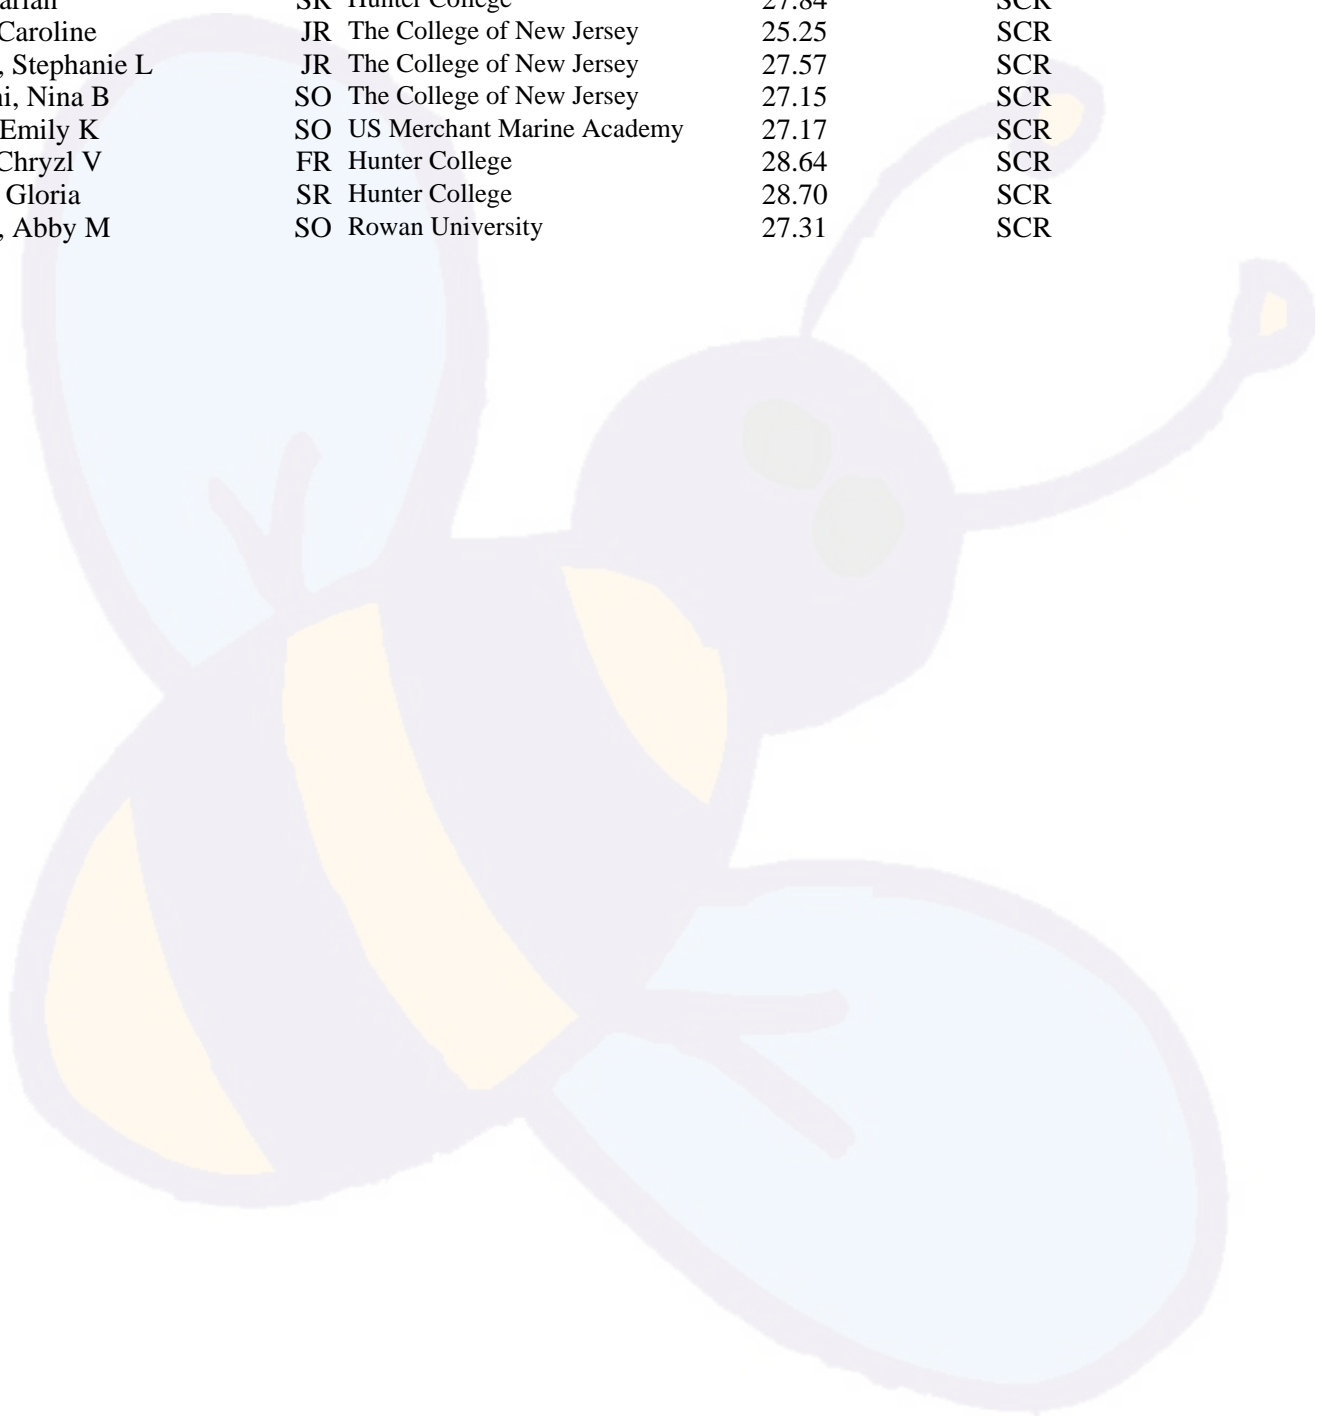 SR Hunter College 27.84 SCR
Caroline JR The College of New Jersey 25.25 SCR
, Stephanie L JR The College of New Jersey 27.57 SCR
, Nina B SO The College of New Jersey 27.15 SCR
Emily K SO US Merchant Marine Academy 27.17 SCR
Chryzl V FR Hunter College 28.64 SCR
Gloria SR Hunter College 28.70 SCR
, Abby M SO Rowan University 27.31 SCR